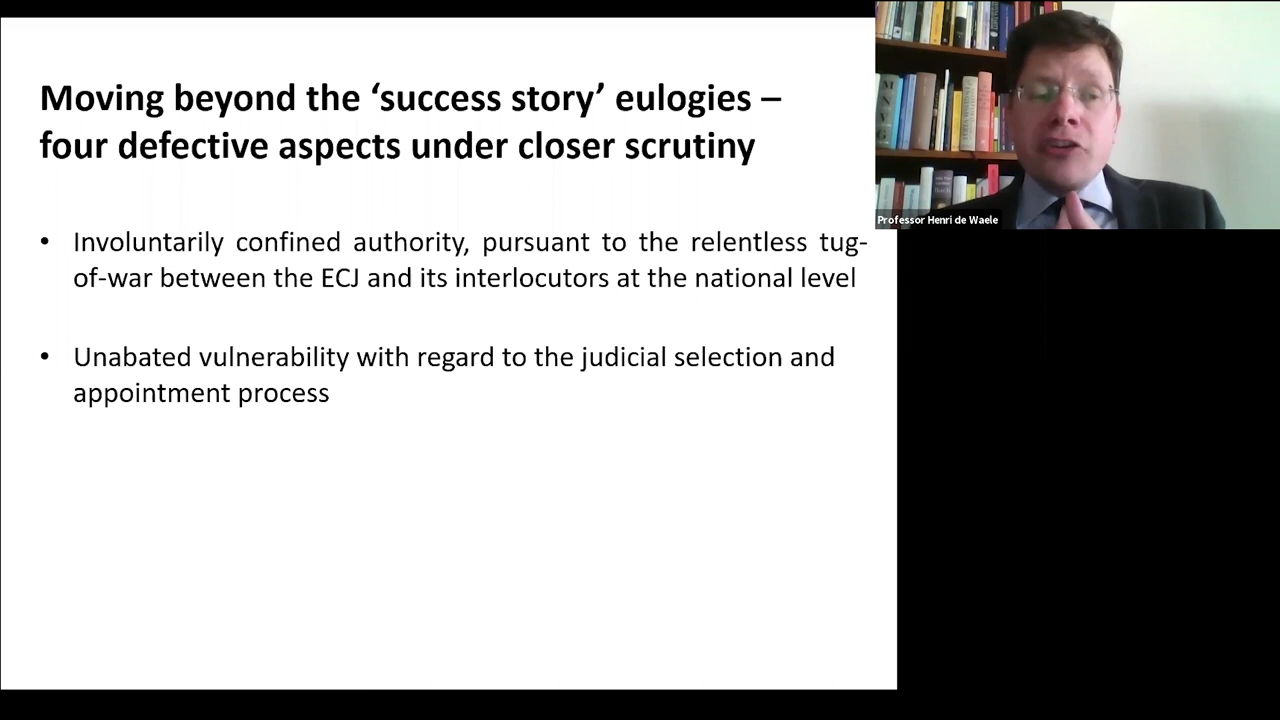 Moving beyond the ‘success story’ eulogies –
four defective aspects under closer scrutiny
• Involuntarily confined authority, pursuant to the relentless tug-
of-war between the ECJ and its interlocutors at the national level
• Unabated vulnerability with regard to the judicial selection and
appointment process
Professor Henri de Waele